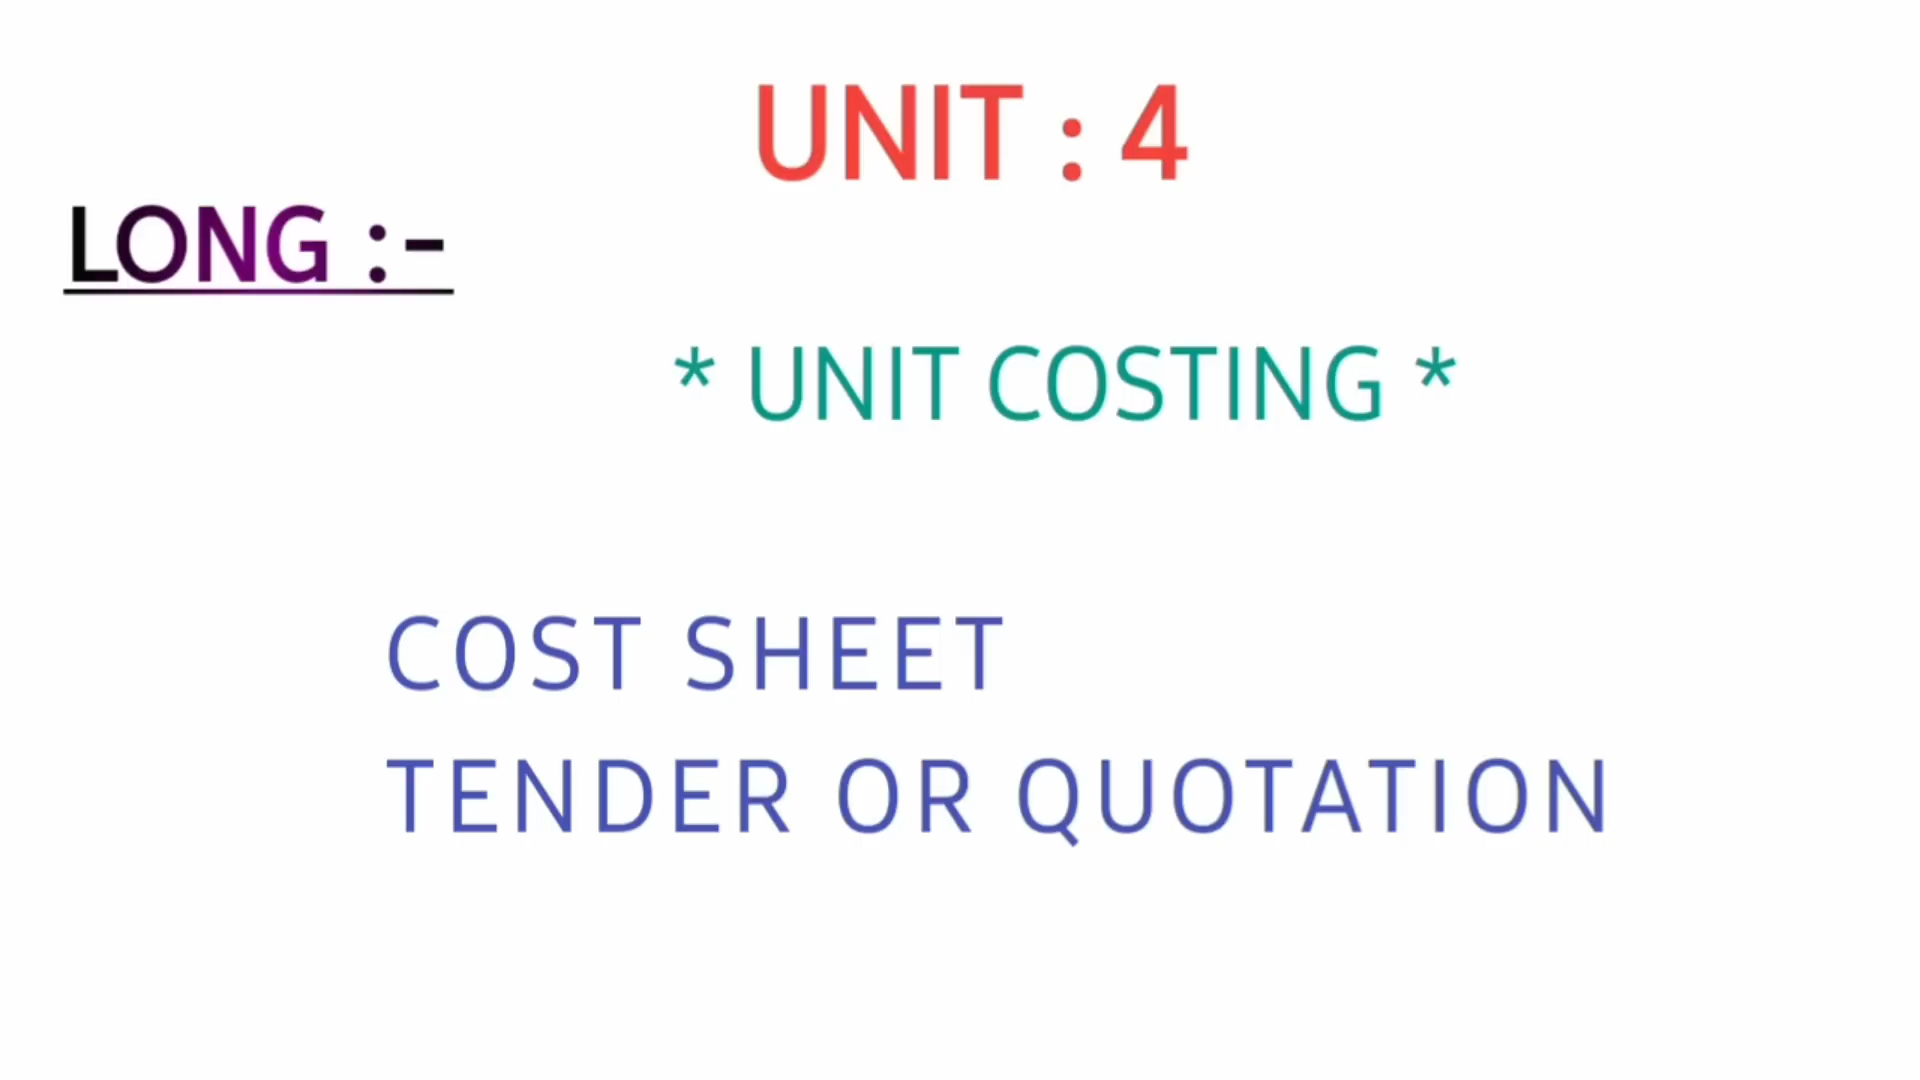 UNIT : 4
LONG :-
* UNIT COSTING *
COST SHEET
TENDER OR QUOTATION